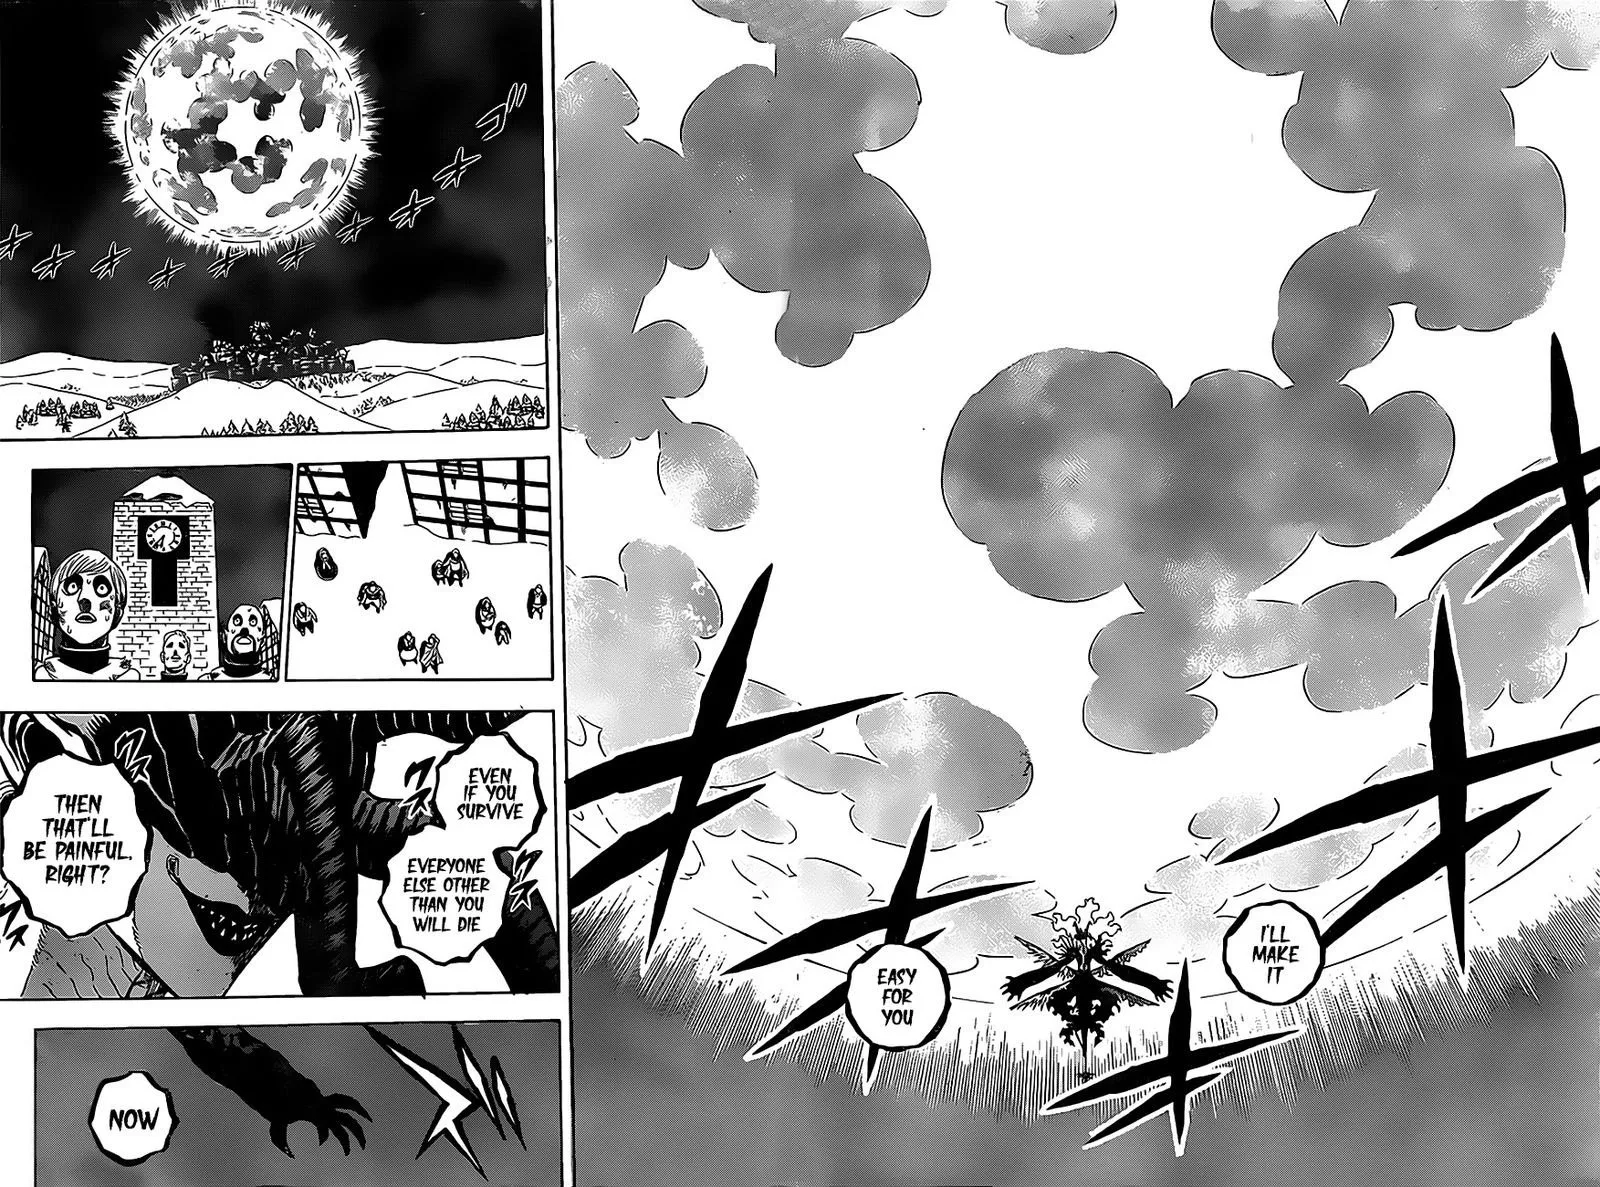 I'LL
MAKE
IT
EASY
FOR
YOU
ゴオオオオオオオオオ
EVEN
IF YOU
SURVIVE
EVERYONE
ELSE OTHER
THAN YOU
WILL DIE
THEN
THAT'LL
BE PAINFUL,
RIGHT?
NOW